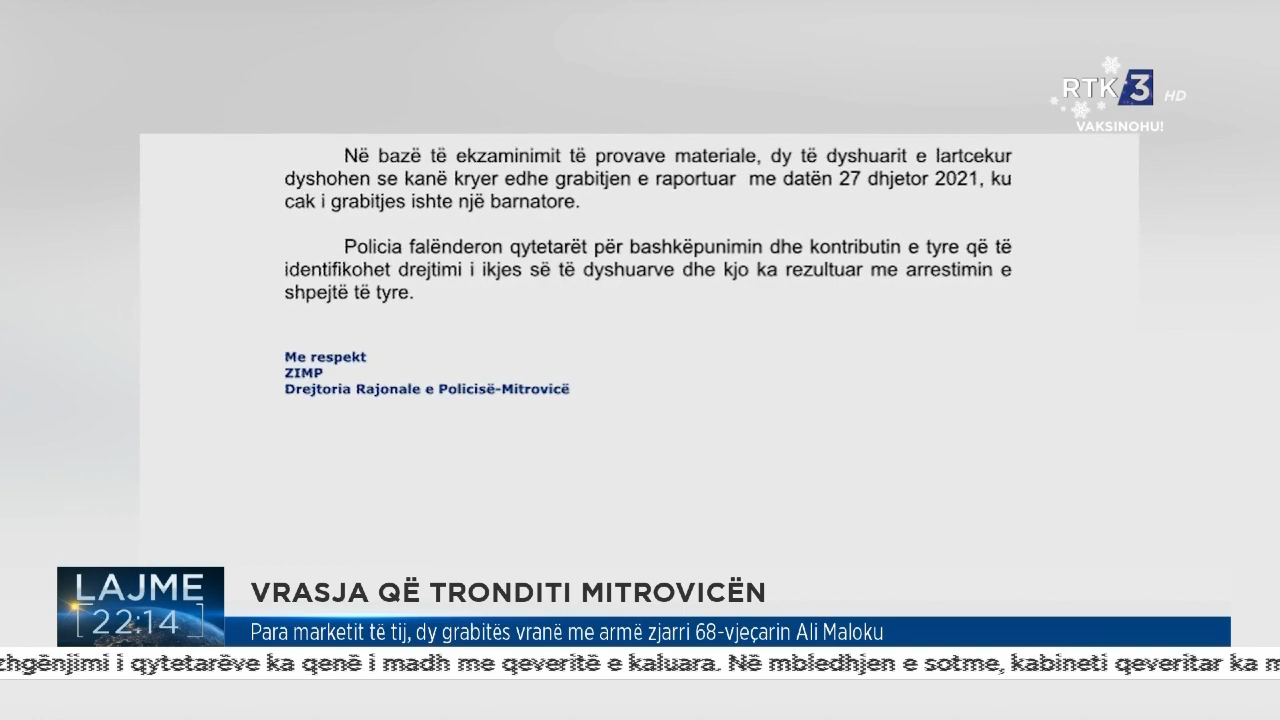 RTK 3 HD
VAKSINOHU!
Në bazë të ekzaminimit të provave materiale, dy të dyshuarit e lartcekur
dyshohen se kanë kryer edhe grabitjen e raportuar me datën 27 dhjetor 2021, ku
cak i grabitjes ishte një barnatore.
Policia falënderon qytetarët për bashkëpunimin dhe kontributin e tyre që të
identifikohet drejtimi i ikjes së të dyshuarve dhe kjo ka rezultuar me arrestimin e
shpejtë të tyre.
Me respekt
ZIMP
Drejtoria Rajonale e Policisë-Mitrovicë
LAJME
22:14
VRASJA QË TRONDITI MITROVICËN
Para marketit të tij, dy grabitës vranë me armë zjarri 68-vjeçarin Ali Maloku
zhgënjimi i qytetarëve ka qenë i madh me qeveritë e kaluara. Në mbledhjen e sotme, kabineti qeveritar ka